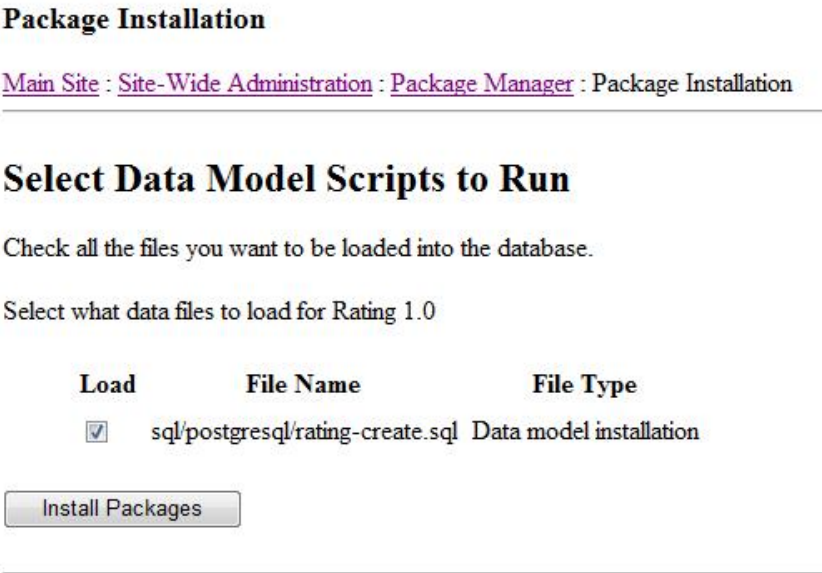 Package Installation
Main Site : Site-Wide Administration : Package Manager : Package Installation
Select Data Model Scripts to Run
Check all the files you want to be loaded into the database.
Select what data files to load for Rating 1.0
Load File Name File Type
sql/postgresql/rating-create.sql Data model installation
Install Packages